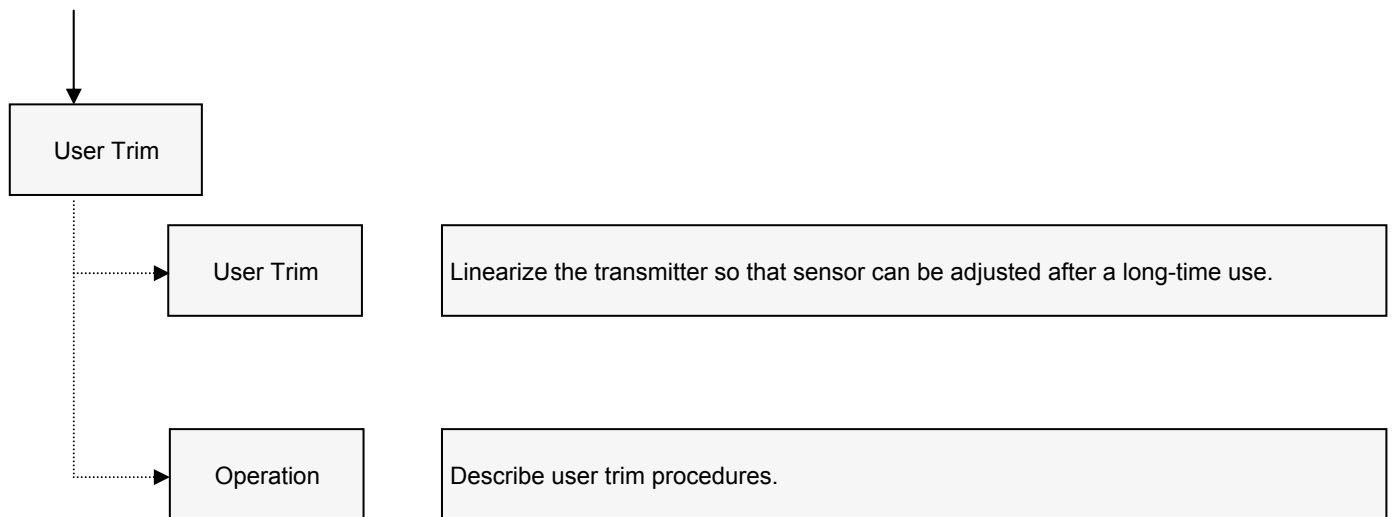 User Trim
User Trim
Linearize the transmitter so that sensor can be adjusted after a long-time use.
Operation
Describe user trim procedures.